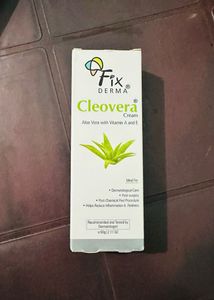 Fix
DERMA
Cleovera®
Cream
Aloe Vera with Vitamin A and E
Ideal For :
• Dermatological Care
• Post surgery
• Post Chemical Peel Procedure
• Helps Reduce Inflammation & Redness
Recommended and Tested by
Dermatologist